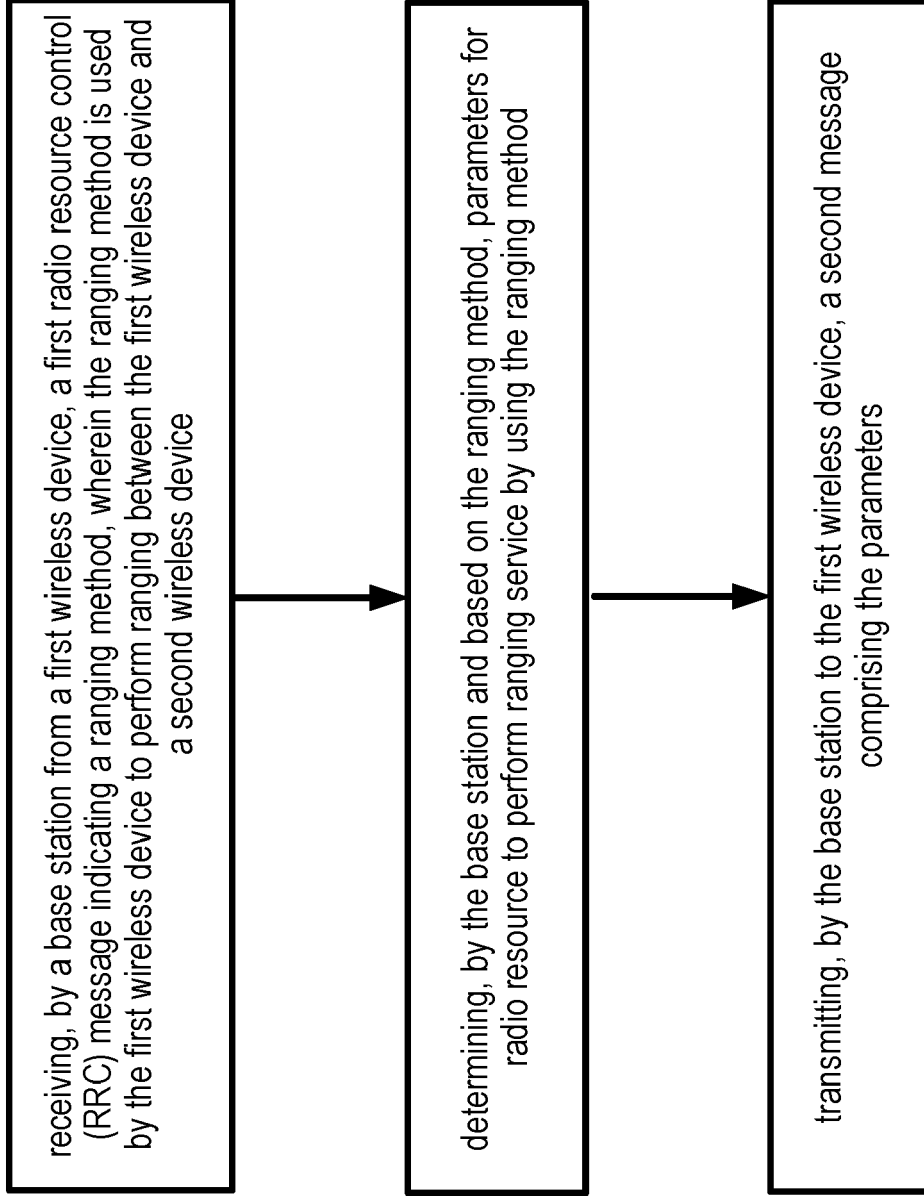 receiving, by a base station from a first wireless device, a first radio resource control
(RRC) message indicating a ranging method, wherein the ranging method is used
by the first wireless device to perform ranging between the first wireless device and
a second wireless device
determining, by the base station and based on the ranging method, parameters for
radio resource to perform ranging service by using the ranging method
transmitting, by the base station to the first wireless device, a second message
comprising the parameters